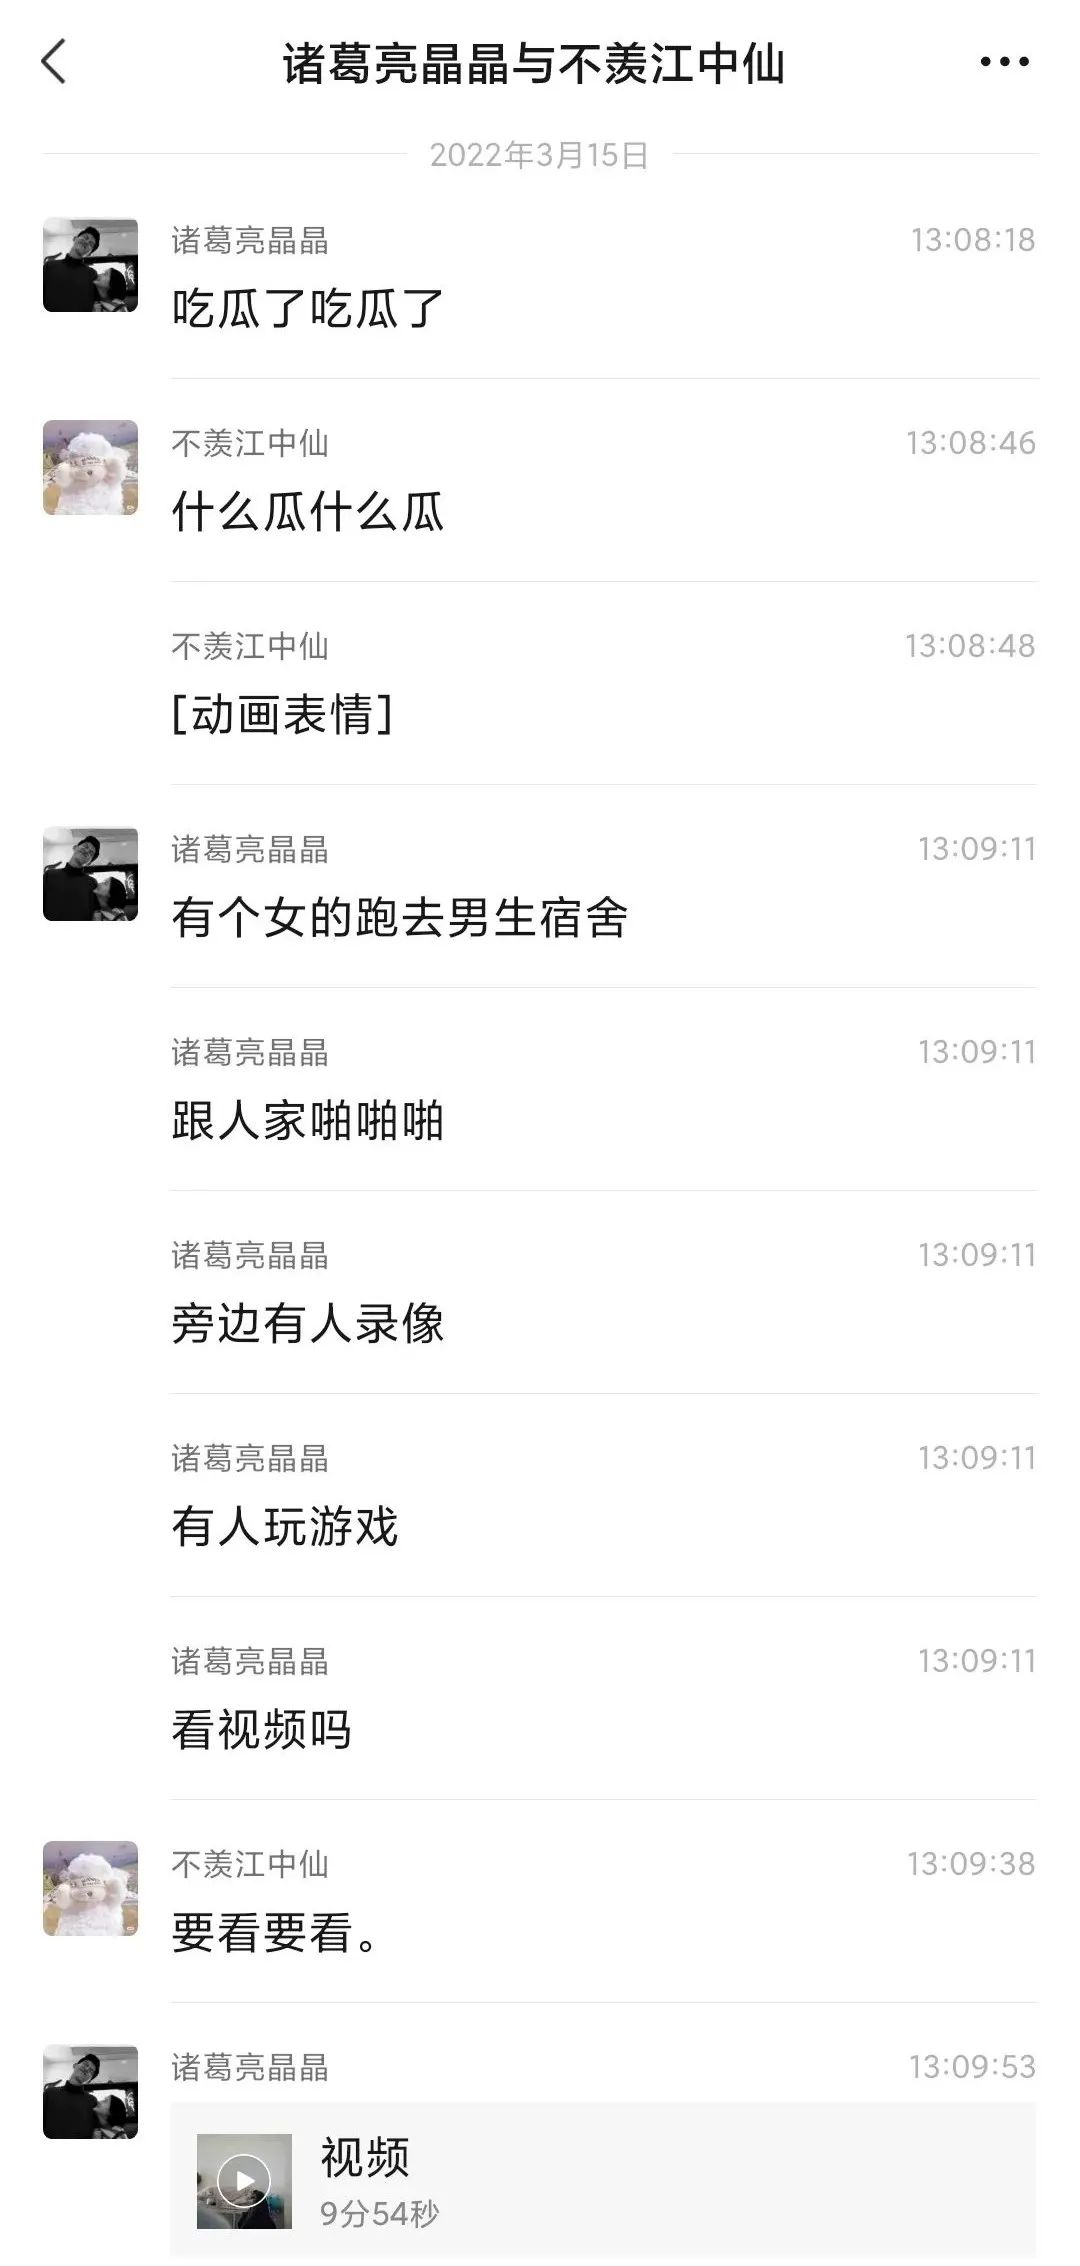 诸葛亮晶晶与不羡江中仙
2022年3月15日
诸葛亮晶晶
13:08:18
吃瓜了吃瓜了
不羡江中仙
13:08:46
什么瓜什么瓜
不羡江中仙
13:08:48
[动画表情]
诸葛亮晶晶
13:09:11
有个女的跑去男生宿舍
诸葛亮晶晶
13:09:11
跟人家啪啪啪
诸葛亮晶晶
13:09:11
旁边有人录像
诸葛亮晶晶
13:09:11
有人玩游戏
诸葛亮晶晶
13:09:11
看视频吗
不羡江中仙
13:09:38
要看要看。
诸葛亮晶晶
13:09:53
视频
9分54秒